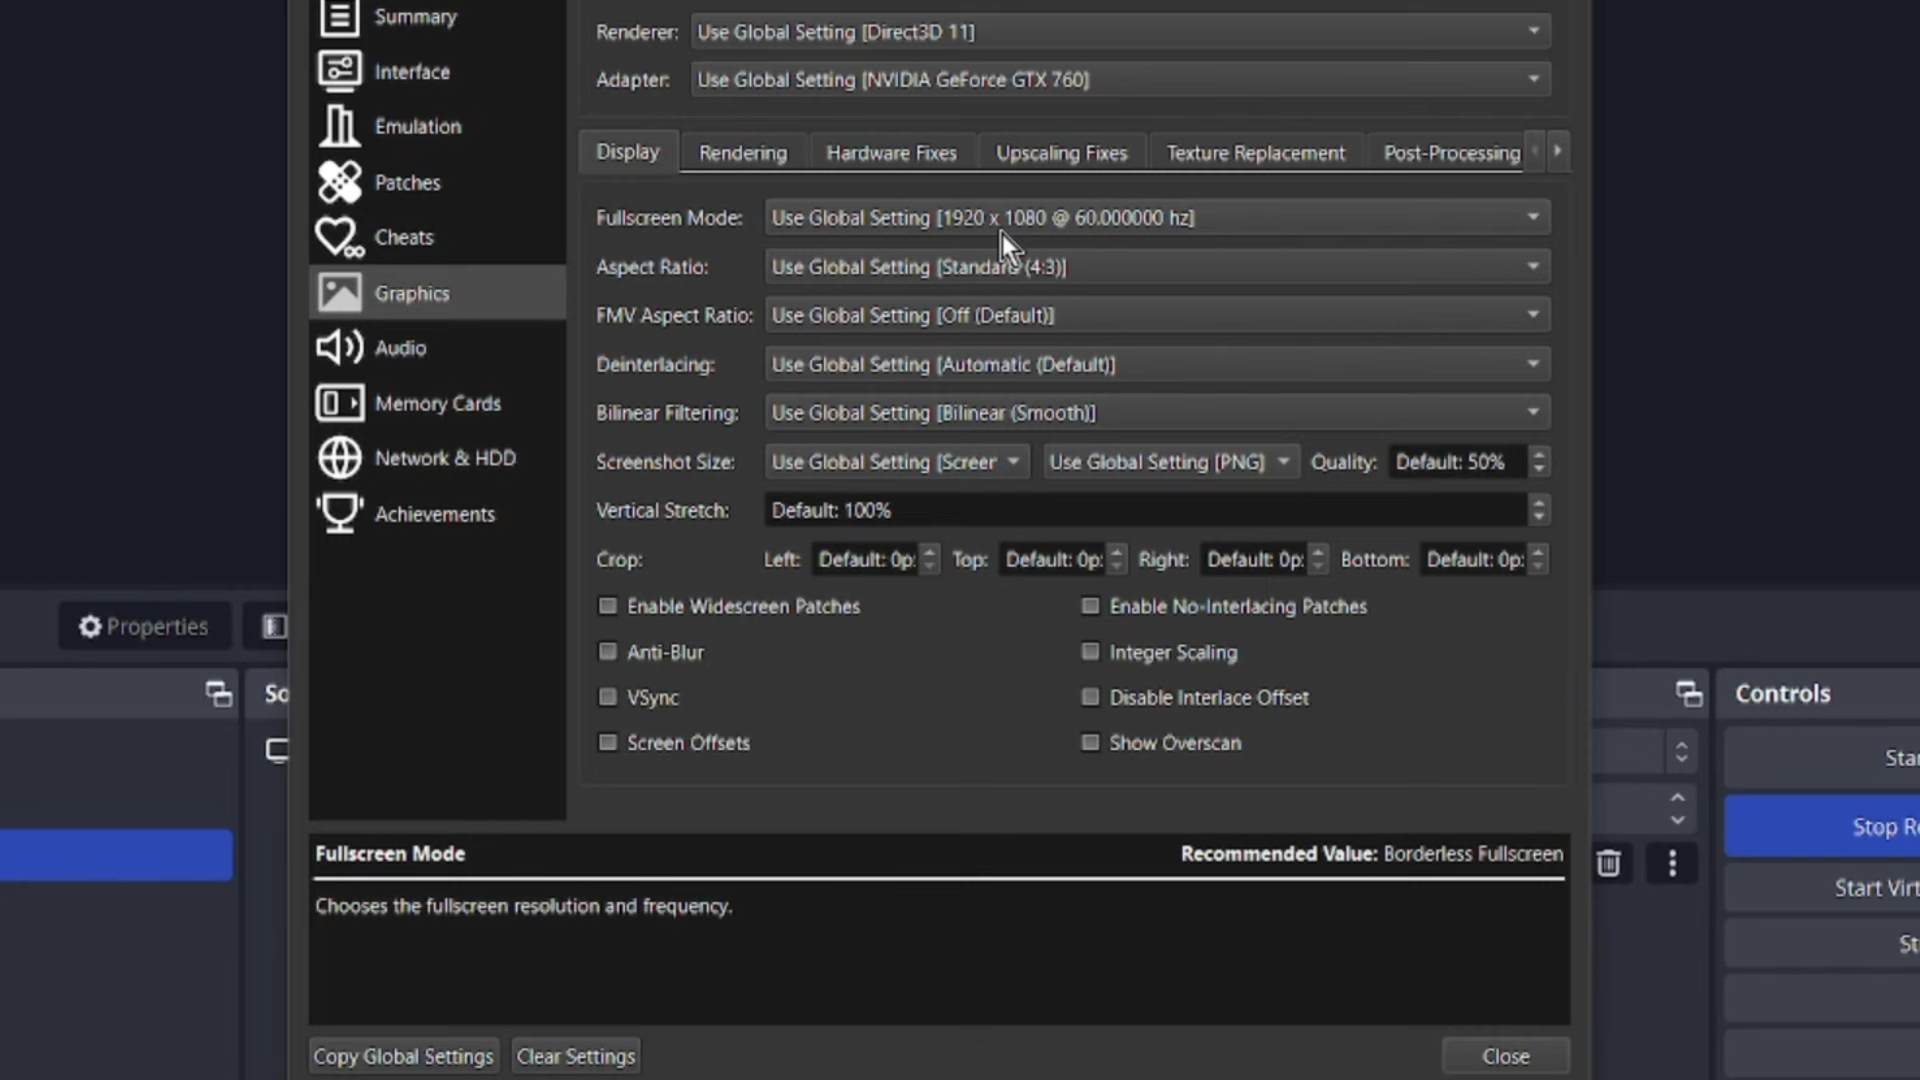 Summary
Interface
Emulation
Patches
Cheats
Graphics
Audio
Memory Cards
Network & HDD
Achievements
Renderer: Use Global Setting [Direct3D 11]
Adapter: Use Global Setting [NVIDIA GeForce GTX 760]
Display Rendering Hardware Fixes Upscaling Fixes Texture Replacement Post-Processing
Fullscreen Mode: Use Global Setting [1920 x 1080 @ 60.000000 hz]
Aspect Ratio: Use Global Setting [Standard (4:3)]
FMV Aspect Ratio: Use Global Setting [Off (Default)]
Deinterlacing: Use Global Setting [Automatic (Default)]
Bilinear Filtering: Use Global Setting [Bilinear (Smooth)]
Screenshot Size: Use Global Setting [Screer Use Global Setting [PNG] Quality: Default: 50%
Vertical Stretch: Default: 100%
Crop: Left: Default: 0p: Top: Default: 0p: Right: Default: 0p: Bottom: Default: 0p:
Enable Widescreen Patches Enable No-Interlacing Patches
Anti-Blur Integer Scaling
VSync Disable Interlace Offset
Screen Offsets Show Overscan
Fullscreen Mode Recommended Value: Borderless Fullscreen
Chooses the fullscreen resolution and frequency.
Copy Global Settings Clear Settings Close
Properties
So
Controls
Star
Stop Re
Start Virt
St